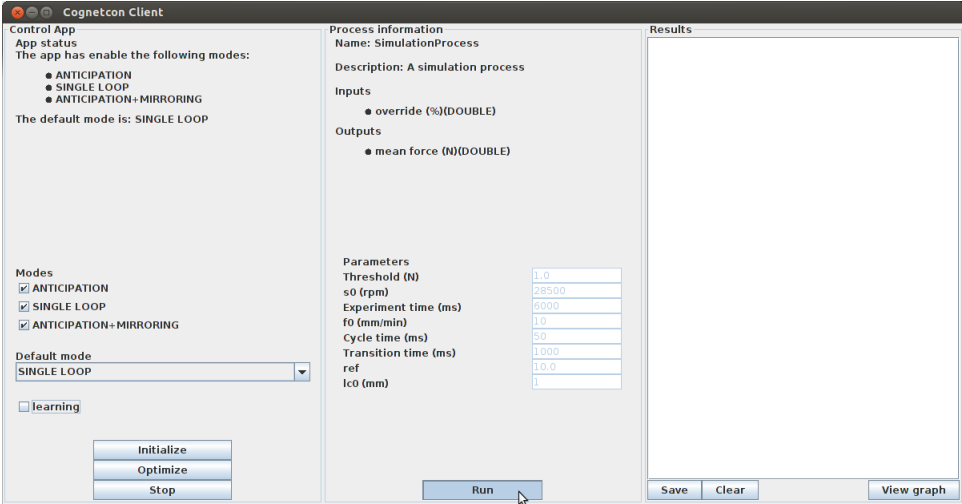 Cognetcon Client
Control App
App status
The app has enable the following modes:
ANTICIPATION
SINGLE LOOP
ANTICIPATION+MIRRORING
The default mode is: SINGLE LOOP
Modes
ANTICIPATION
SINGLE LOOP
ANTICIPATION+MIRRORING
Default mode
SINGLE LOOP
learning
Initialize
Optimize
Stop
Process information
Name: SimulationProcess
Description: A simulation process
Inputs
override (%)(DOUBLE)
Outputs
mean force (N)(DOUBLE)
Parameters
Threshold (N) 1.0
s0 (rpm) 28500
Experiment time (ms) 6000
f0 (mm/min) 10
Cycle time (ms) 50
Transition time (ms) 1000
ref 10.0
lc0 (mm) 1
Run
Results
Save Clear View graph